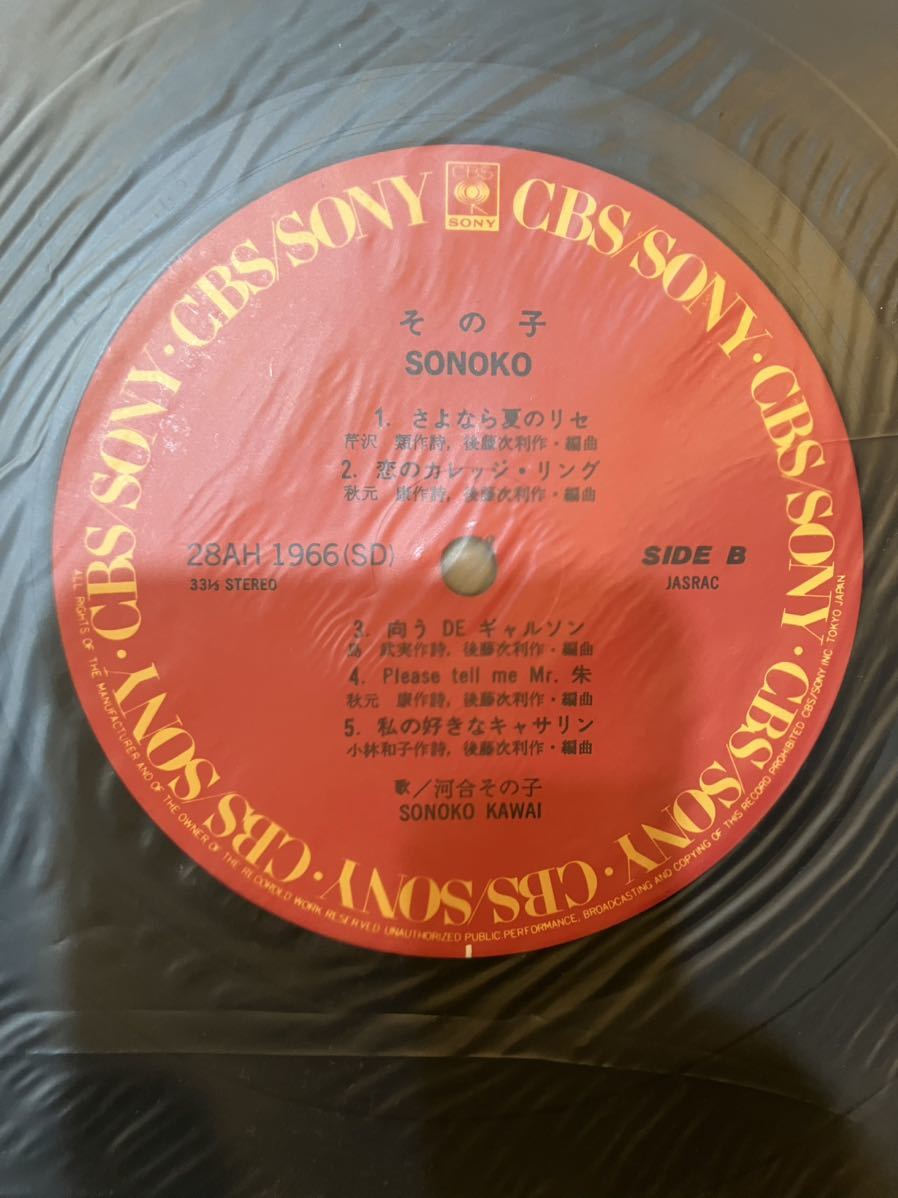 CBS
SONY
CBS/SONY · CBS/SONY · CBS/SONY · CBS/SONY · CBS/SONY · CBS/SONY · CBS/SONY · CBS/SONY
その子
SONOKO
1. さよなら夏のリセ
芹沢 類作詩, 後藤次利作・編曲
2. 恋のカレッジ・リング
秋元 康作詩, 後藤次利作・編曲
28AH 1966(SD)
SIDE B
33⅓ STEREO
JASRAC
3. 向う DE ギャルソン
島 武実作詩, 後藤次利作・編曲
4. Please tell me Mr. 朱
秋元 康作詩, 後藤次利作・編曲
5. 私の好きなキャサリン
小林和子作詩, 後藤次利作・編曲
歌/河合その子
SONOKO KAWAI
ALL RIGHTS OF THE MANUFACTURER AND OF THE OWNER OF THE RECORDED WORK RESERVED UNAUTHORIZED PUBLIC PERFORMANCE, BROADCASTING AND COPYING OF THIS RECORD PROHIBITED CBS/SONY INC. TOKYO JAPAN